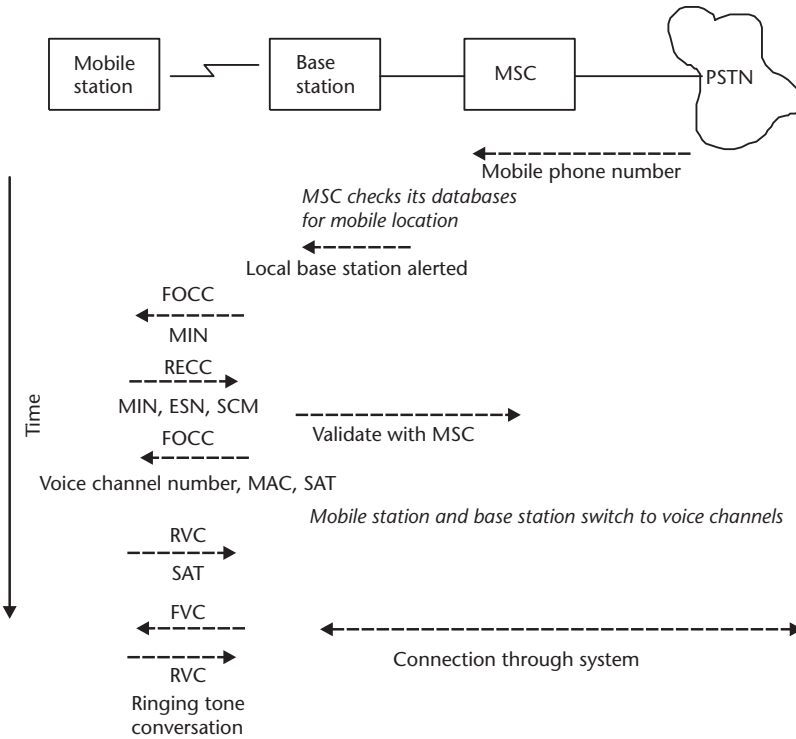 Mobile
station
Base
station
MSC
PSTN
Mobile phone number
MSC checks its databases
for mobile location
Local base station alerted
FOCC
MIN
RECC
MIN, ESN, SCM
Validate with MSC
FOCC
Voice channel number, MAC, SAT
Mobile station and base station switch to voice channels
RVC
SAT
FVC
RVC
Connection through system
Ringing tone
conversation
Time